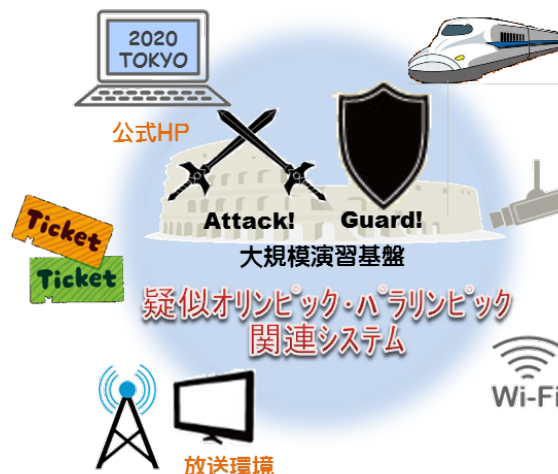 2020
TOKYO
公式HP
Attack!
Guard!
大規模演習基盤
Ticket
Ticket
疑似オリンピック・パラリンピック
関連システム
Wi-Fi
放送環境